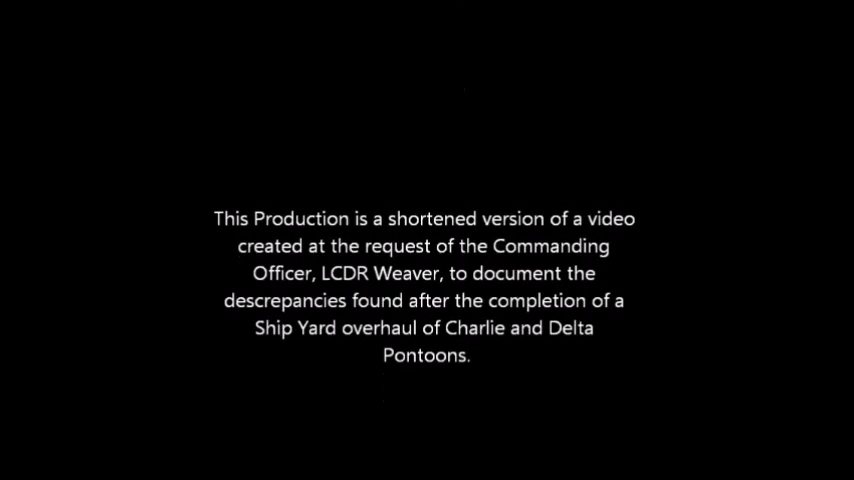 This Production is a shortened version of a video
created at the request of the Commanding
Officer, LCDR Weaver, to document the
descrepancies found after the completion of a
Ship Yard overhaul of Charlie and Delta
Pontoons.